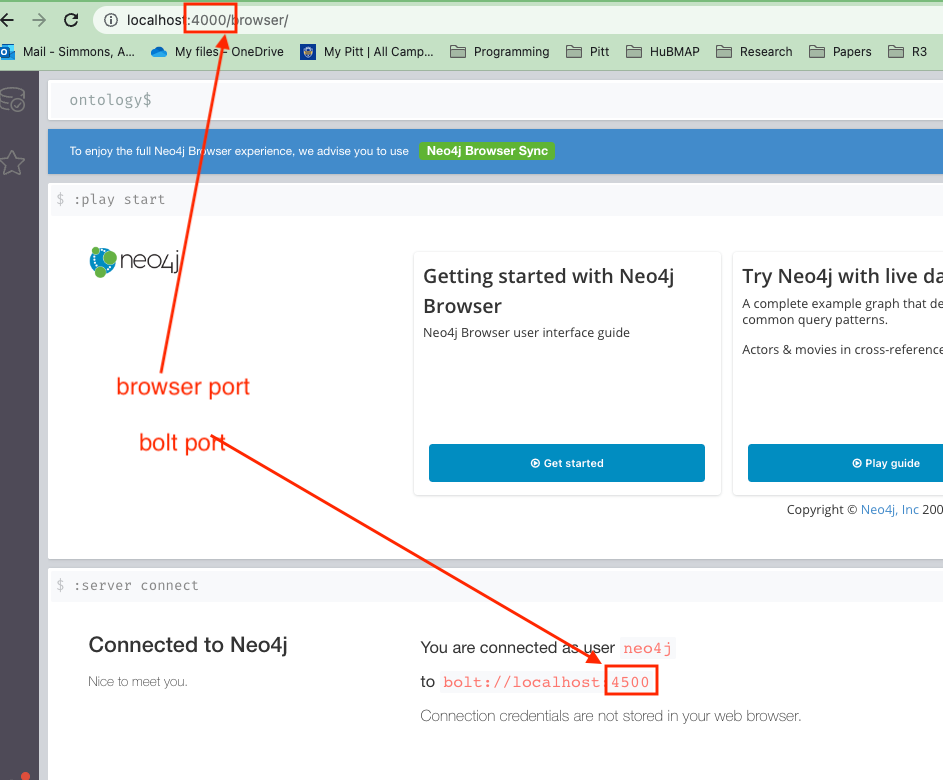 localhost:4000/browser/
Mail - Simmons, A... My files - OneDrive My Pitt | All Camp... Programming Pitt HuBMAP Research Papers R3
ontology$
To enjoy the full Neo4j Browser experience, we advise you to use Neo4j Browser Sync
$ :play start
neo4j
Getting started with Neo4j
Browser
Neo4j Browser user interface guide
Get started
Try Neo4j with live da
A complete example graph that de
common query patterns.
Actors & movies in cross-reference
Play guide
browser port
bolt port
Copyright © Neo4j, Inc 200
$ :server connect
Connected to Neo4j
Nice to meet you.
You are connected as user neo4j
to bolt://localhost:4500
Connection credentials are not stored in your web browser.